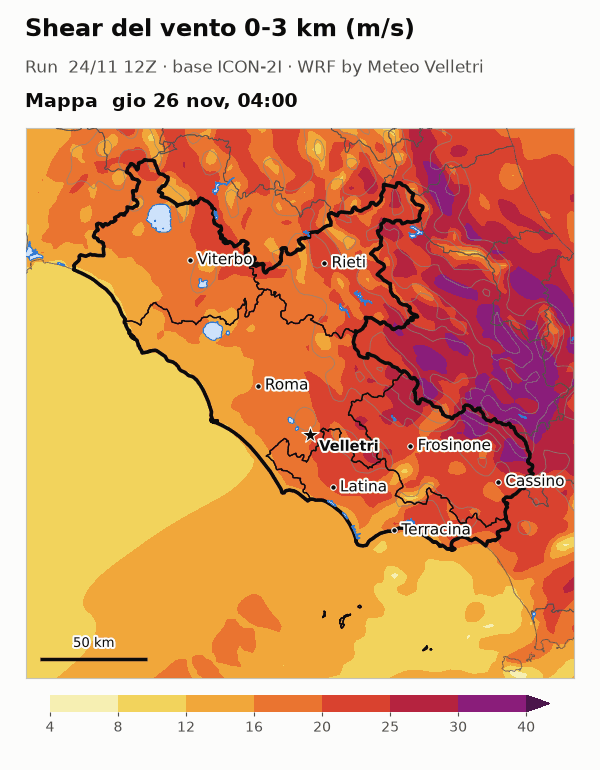 Shear del vento 0-3 km (m/s)
Run  24/11 12Z · base ICON-2I · WRF by Meteo Velletri
Mappa  gio 26 nov, 04:00
Viterbo
Rieti
Roma
Velletri
Frosinone
Latina
Cassino
Terracina
50 km
4 8 12 16 20 25 30 40